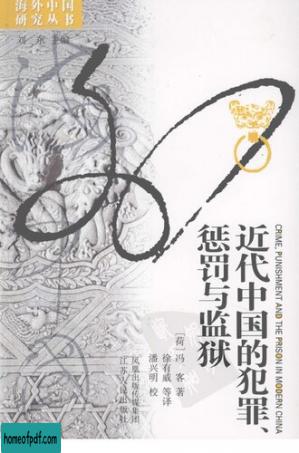 海外中国
研究丛书
刘东主编
近代中国的犯罪、
惩罚与监狱
CRIME, PUNISHMENT AND THE PRISON IN MODERN CHINA
[荷]冯客 著
徐有威 等译
潘兴明 校
凤凰出版传媒集团
江苏人民出版社
homeofpdf.com